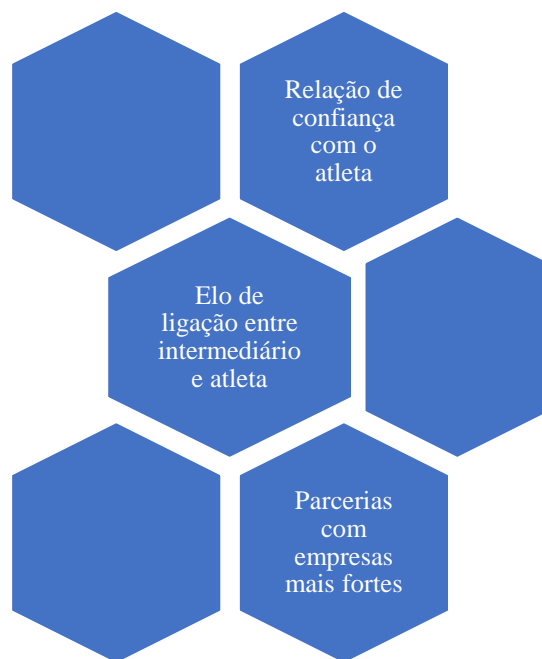 Relação de
confiança
com o
atleta
Elo de
ligação entre
intermediário
e atleta
Parcerias
com
empresas
mais fortes